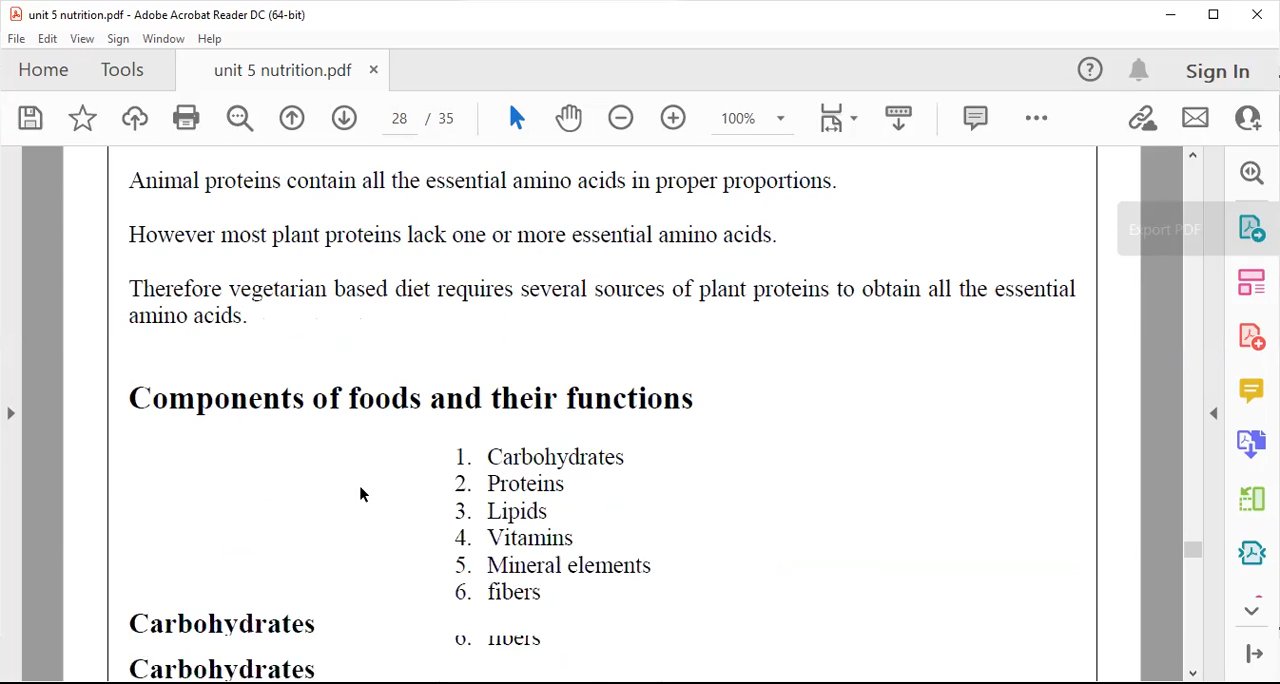 unit 5 nutrition.pdf - Adobe Acrobat Reader DC (64-bit)
File Edit View Sign Window Help
Home Tools unit 5 nutrition.pdf × Sign In
28 / 35 100%
Animal proteins contain all the essential amino acids in proper proportions.
Export PDF
However most plant proteins lack one or more essential amino acids.
Therefore vegetarian based diet requires several sources of plant proteins to obtain all the essential
amino acids.
Components of foods and their functions
1. Carbohydrates
2. Proteins
3. Lipids
4. Vitamins
5. Mineral elements
6. fibers
Carbohydrates
6. fibers
Carbohydrates